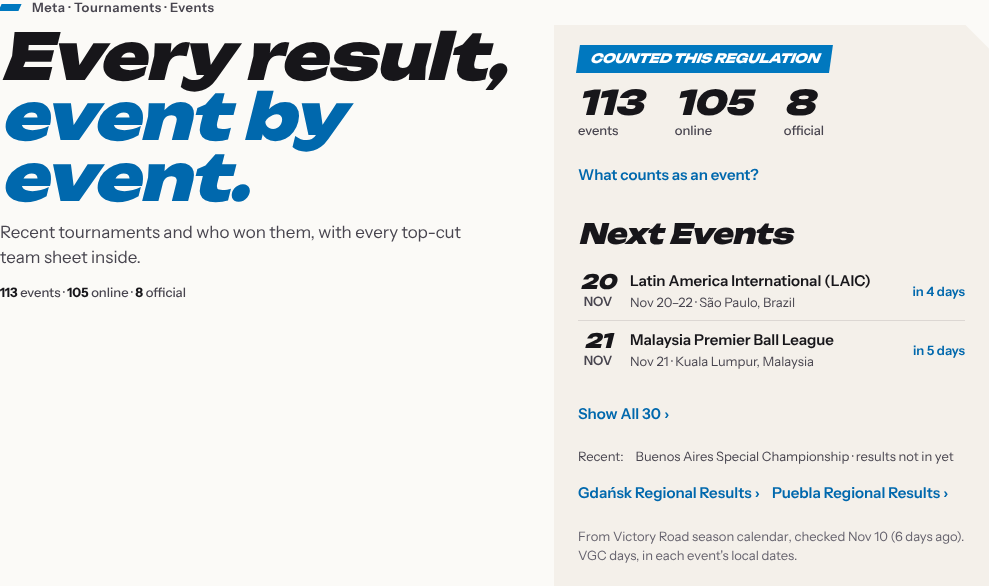 Meta · Tournaments · Events
Every result,
event by
event.
Recent tournaments and who won them, with every top-cut
team sheet inside.
113 events · 105 online · 8 official
COUNTED THIS REGULATION
113 105 8
events online official
What counts as an event?
Next Events
20 Latin America International (LAIC)
NOV Nov 20–22 · São Paulo, Brazil
in 4 days
21 Malaysia Premier Ball League
NOV Nov 21 · Kuala Lumpur, Malaysia
in 5 days
Show All 30 ›
Recent: Buenos Aires Special Championship · results not in yet
Gdańsk Regional Results › Puebla Regional Results ›
From Victory Road season calendar, checked Nov 10 (6 days ago).
VGC days, in each event's local dates.